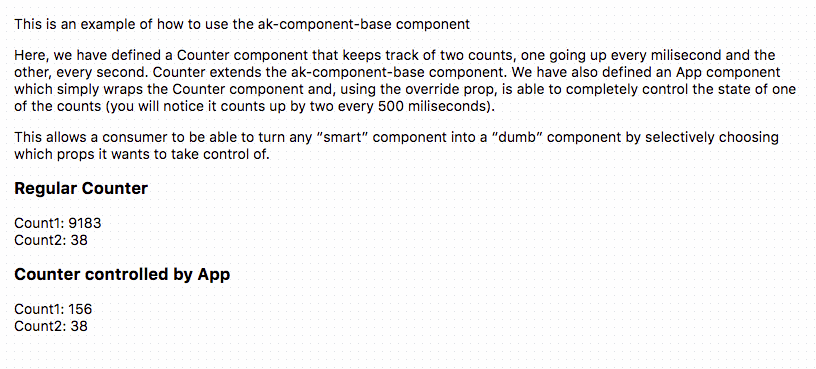 This is an example of how to use the ak-component-base component
Here, we have defined a Counter component that keeps track of two counts, one going up every milisecond and the
other, every second. Counter extends the ak-component-base component. We have also defined an App component
which simply wraps the Counter component and, using the override prop, is able to completely control the state of one
of the counts (you will notice it counts up by two every 500 miliseconds).
This allows a consumer to be able to turn any “smart” component into a “dumb” component by selectively choosing
which props it wants to take control of.
Regular Counter
Count1: 9183
Count2: 38
Counter controlled by App
Count1: 156
Count2: 38